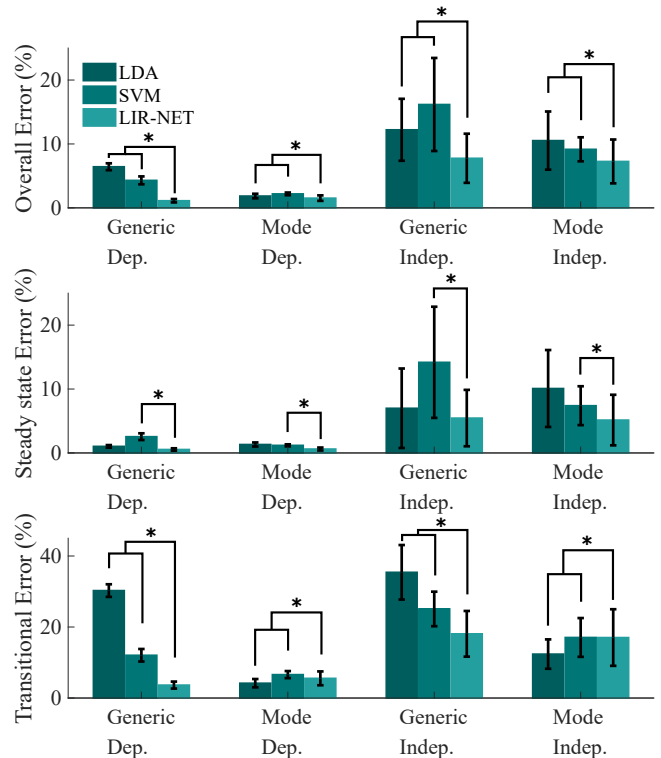 Overall Error (%)
20
10
0
LDA
SVM
LIR-NET
*
*
*
*
Generic
Dep.
Mode
Dep.
Generic
Indep.
Mode
Indep.
Steady state Error (%)
20
10
0
*
*
*
*
Generic
Dep.
Mode
Dep.
Generic
Indep.
Mode
Indep.
Transitional Error (%)
40
20
0
*
*
*
*
Generic
Dep.
Mode
Dep.
Generic
Indep.
Mode
Indep.